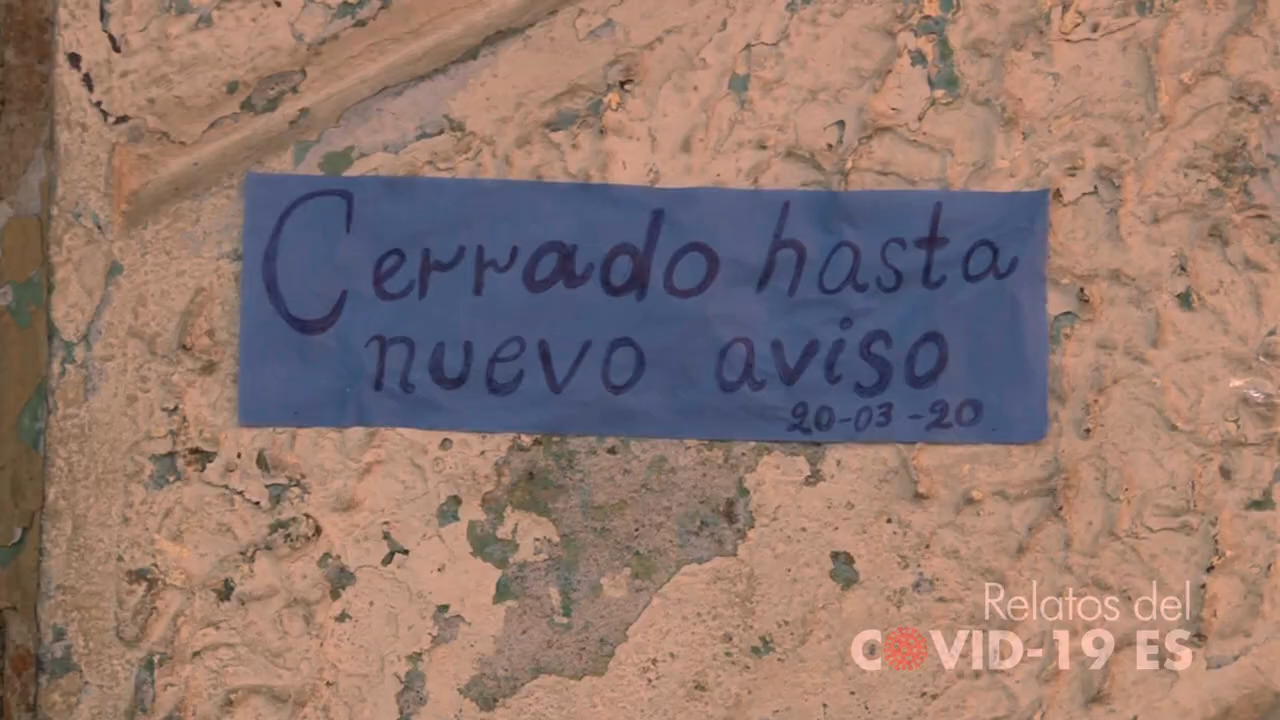 Cerrado hasta
nuevo aviso
20-03-20
Relatos del
COVID-19 ES